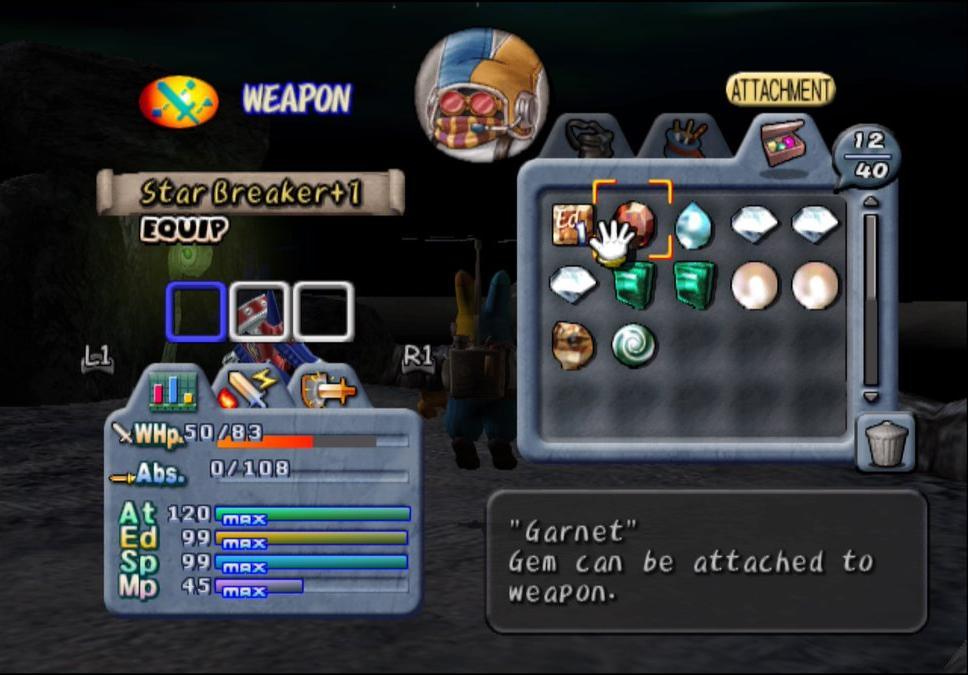 WEAPON
ATTACHMENT
12
40
Star Breaker+1
EQUIP
Ed
1
L1
R1
WHp. 50/83
Abs. 0/108
At 120 max
Ed 99 max
Sp 99 max
Mp 45 max
"Garnet"
Gem can be attached to
weapon.